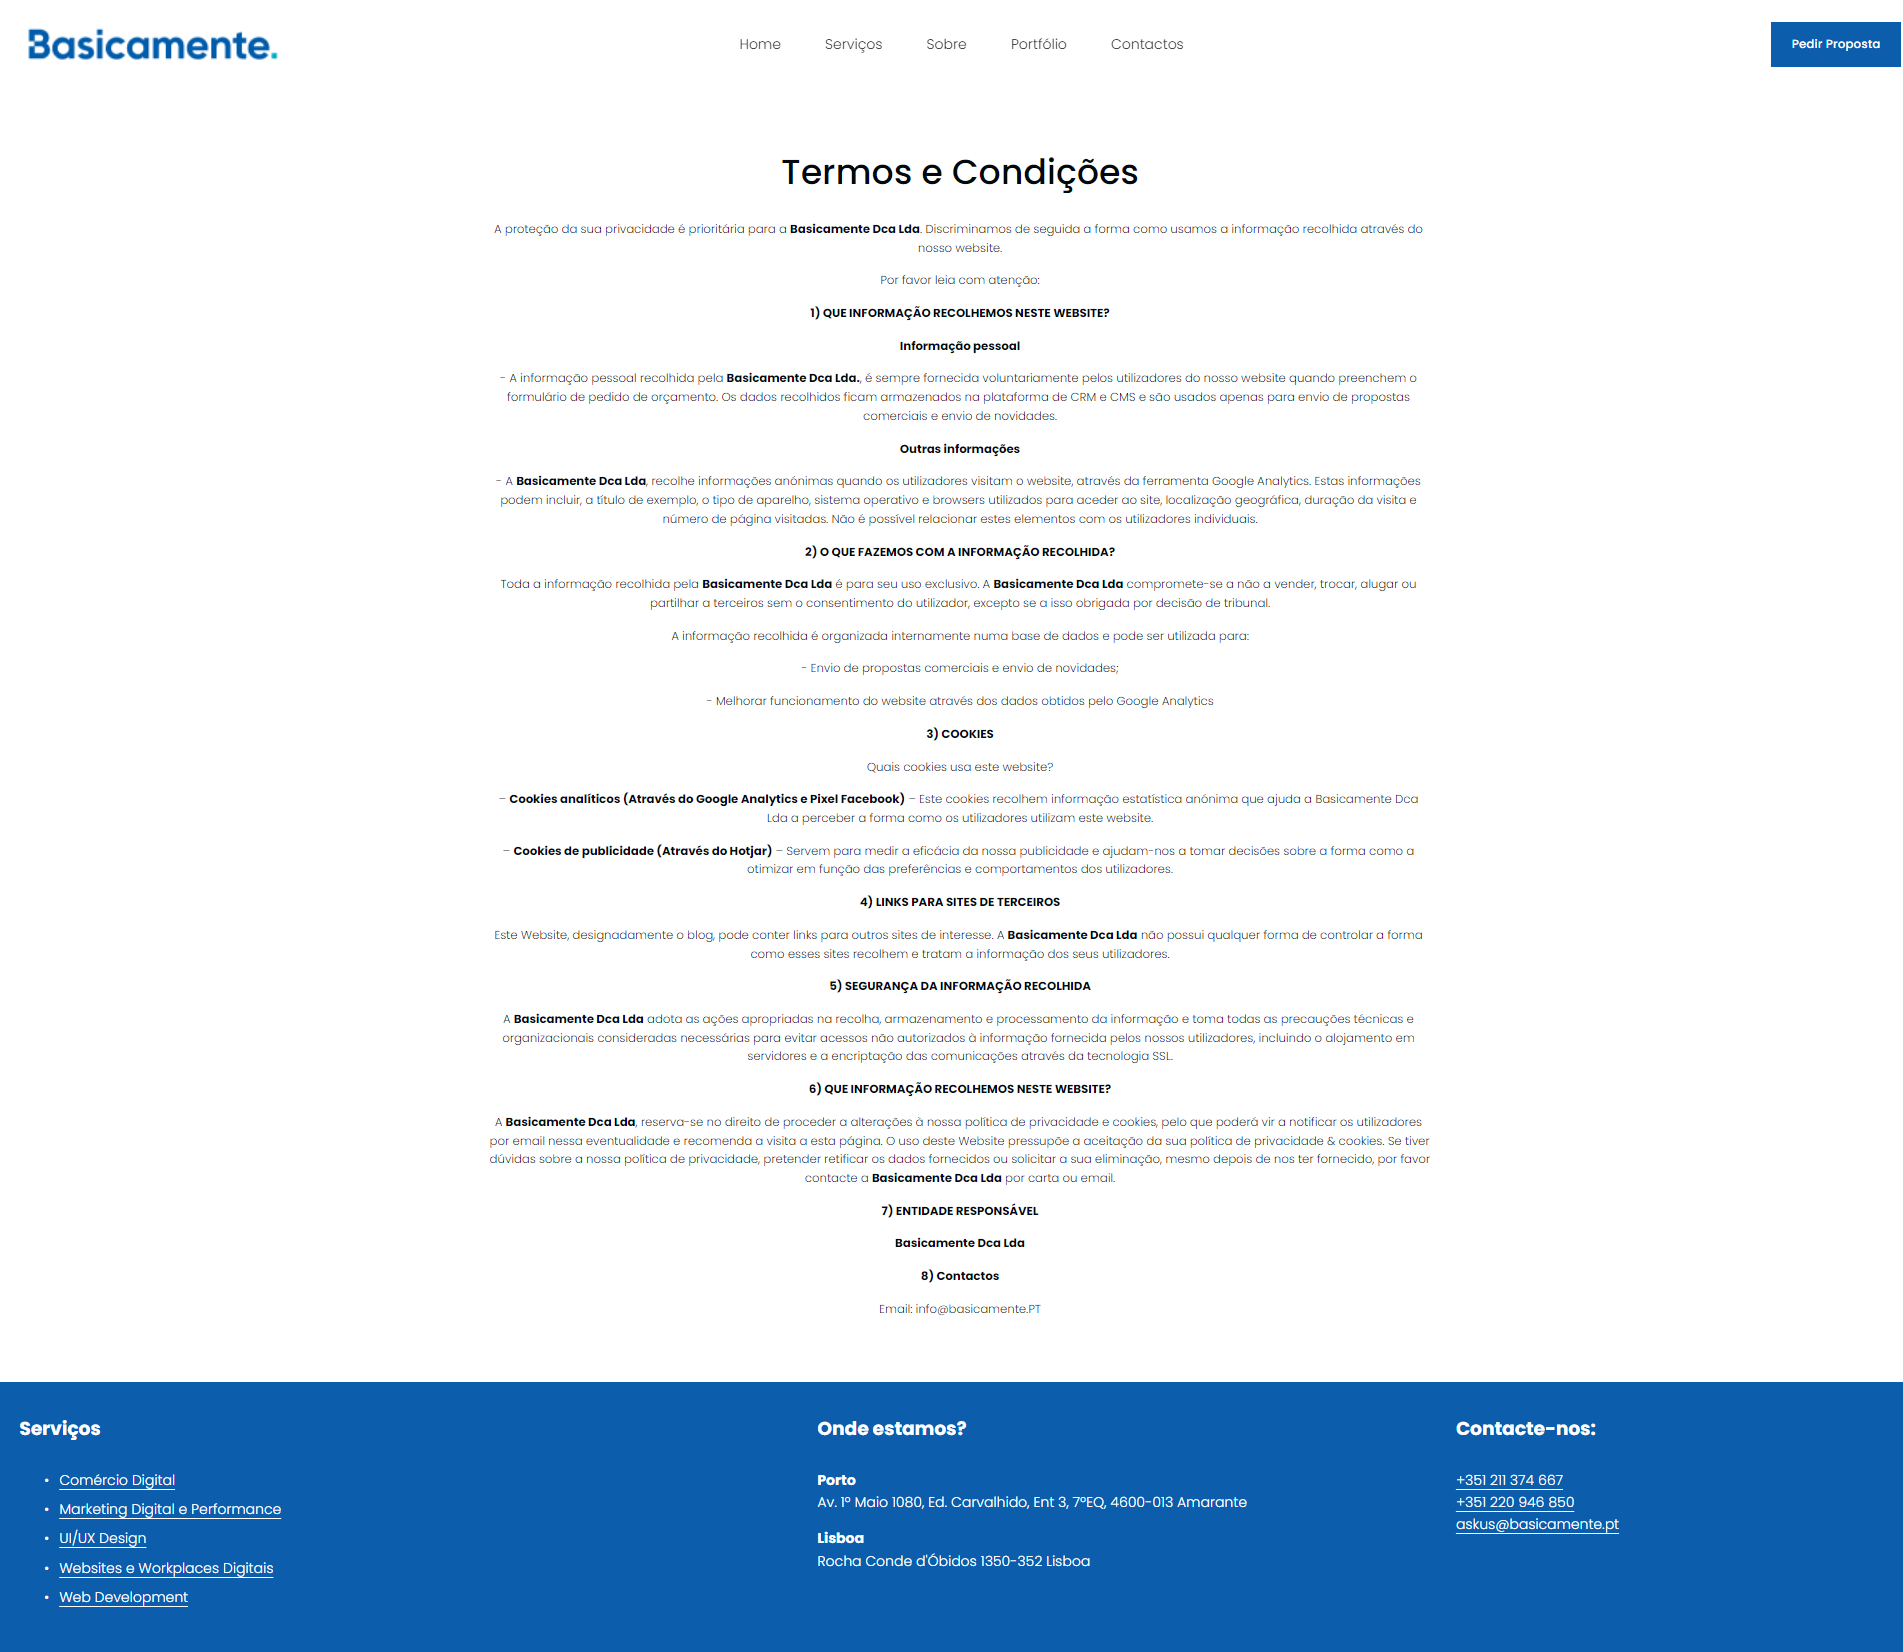 Basicamente.
Home
Serviços
Sobre
Portfólio
Contactos
Pedir Proposta
Termos e Condições
A proteção da sua privacidade é prioritária para a Basicamente Dca Lda. Discriminamos de seguida a forma como usamos a informação recolhida através do
nosso website.
Por favor leia com atenção:
1) QUE INFORMAÇÃO RECOLHEMOS NESTE WEBSITE?
Informação pessoal
- A informação pessoal recolhida pela Basicamente Dca Lda., é sempre fornecida voluntariamente pelos utilizadores do nosso website quando preenchem o
formulário de pedido de orçamento. Os dados recolhidos ficam armazenados na plataforma de CRM e CMS e são usados apenas para envio de propostas
comerciais e envio de novidades.
Outras informações
- A Basicamente Dca Lda, recolhe informações anónimas quando os utilizadores visitam o website, através da ferramenta Google Analytics. Estas informações
podem incluir, a título de exemplo, o tipo de aparelho, sistema operativo e browsers utilizados para aceder ao site, localização geográfica, duração da visita e
número de página visitadas. Não é possível relacionar estes elementos com os utilizadores individuais.
2) O QUE FAZEMOS COM A INFORMAÇÃO RECOLHIDA?
Toda a informação recolhida pela Basicamente Dca Lda é para seu uso exclusivo. A Basicamente Dca Lda compromete-se a não a vender, trocar, alugar ou
partilhar a terceiros sem o consentimento do utilizador, excepto se a isso obrigada por decisão de tribunal.
A informação recolhida é organizada internamente numa base de dados e pode ser utilizada para:
- Envio de propostas comerciais e envio de novidades;
- Melhorar funcionamento do website através dos dados obtidos pelo Google Analytics
3) COOKIES
Quais cookies usa este website?
– Cookies analíticos (Através do Google Analytics e Pixel Facebook) – Este cookies recolhem informação estatística anónima que ajuda a Basicamente Dca
Lda a perceber a forma como os utilizadores utilizam este website.
– Cookies de publicidade (Através do Hotjar) – Servem para medir a eficácia da nossa publicidade e ajudam-nos a tomar decisões sobre a forma como a
otimizar em função das preferências e comportamentos dos utilizadores.
4) LINKS PARA SITES DE TERCEIROS
Este Website, designadamente o blog, pode conter links para outros sites de interesse. A Basicamente Dca Lda não possui qualquer forma de controlar a forma
como esses sites recolhem e tratam a informação dos seus utilizadores.
5) SEGURANÇA DA INFORMAÇÃO RECOLHIDA
A Basicamente Dca Lda adota as ações apropriadas na recolha, armazenamento e processamento da informação e toma todas as precauções técnicas e
organizacionais consideradas necessárias para evitar acessos não autorizados à informação fornecida pelos nossos utilizadores, incluindo o alojamento em
servidores e a encriptação das comunicações através da tecnologia SSL.
6) QUE INFORMAÇÃO RECOLHEMOS NESTE WEBSITE?
A Basicamente Dca Lda, reserva-se no direito de proceder a alterações à nossa política de privacidade e cookies, pelo que poderá vir a notificar os utilizadores
por email nessa eventualidade e recomenda a visita a esta página. O uso deste Website pressupõe a aceitação da sua política de privacidade & cookies. Se tiver
dúvidas sobre a nossa política de privacidade, pretender retificar os dados fornecidos ou solicitar a sua eliminação, mesmo depois de nos ter fornecido, por favor
contacte a Basicamente Dca Lda por carta ou email.
7) ENTIDADE RESPONSÁVEL
Basicamente Dca Lda
8) Contactos
Email: info@basicamente.PT
Serviços
• Comércio Digital
• Marketing Digital e Performance
• UI/UX Design
• Websites e Workplaces Digitais
• Web Development
Onde estamos?
Porto
Av. 1º Maio 1080, Ed. Carvalhido, Ent 3, 7ºEQ, 4600-013 Amarante
Lisboa
Rocha Conde d'Óbidos 1350-352 Lisboa
Contacte-nos:
+351 211 374 667
+351 220 946 850
askus@basicamente.pt